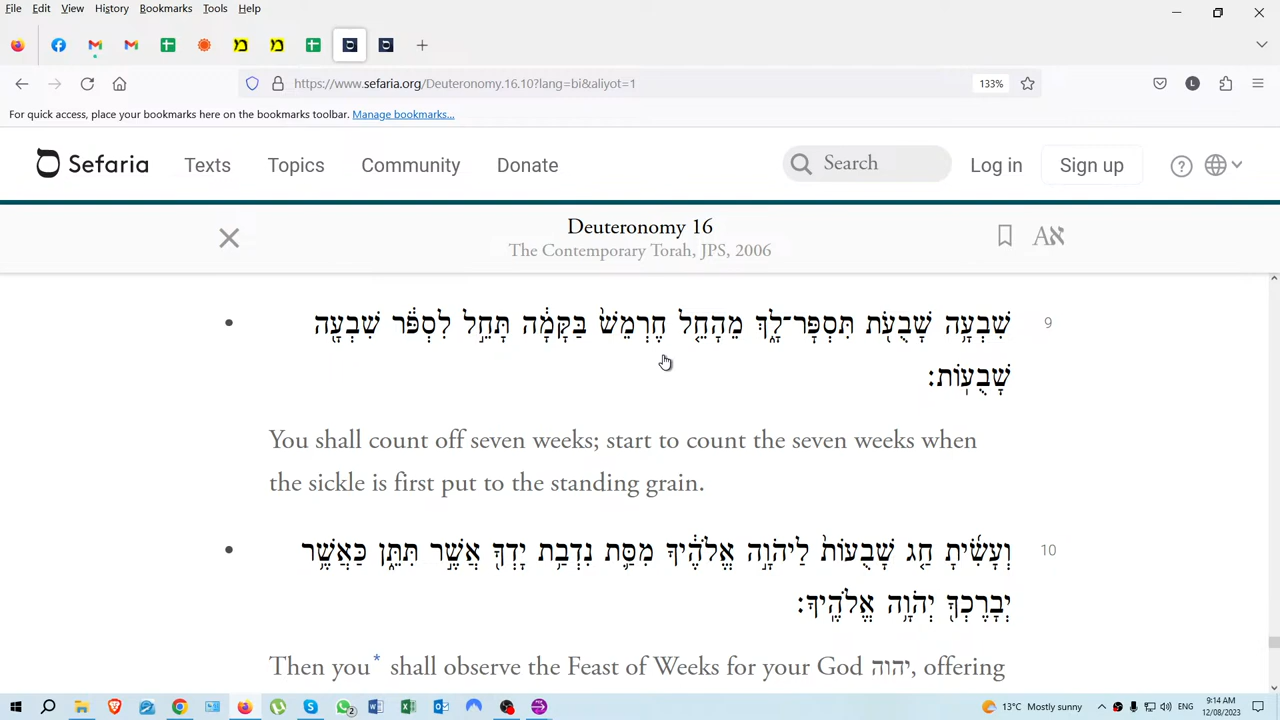 File Edit View History Bookmarks Tools Help
https://www.sefaria.org/Deuteronomy.16.10?lang=bi&aliyot=1 133%
For quick access, place your bookmarks here on the bookmarks toolbar. Manage bookmarks...
Sefaria Texts Topics Community Donate Search Log in Sign up
Deuteronomy 16
The Contemporary Torah, JPS, 2006
9 שִׁבְעָ֥ה שָׁבֻעֹ֖ת תִּסְפָּר־לָ֑ךְ מֵהָחֵ֤ל חֶרְמֵשׁ֙ בַּקָּמָ֔ה תָּחֵ֣ל לִסְפֹּ֔ר שִׁבְעָ֖ה
שָׁבֻעֽוֹת׃
You shall count off seven weeks; start to count the seven weeks when
the sickle is first put to the standing grain.
10 וְעָשִׂ֜יתָ חַ֤ג שָׁבֻעוֹת֙ לַיהֹוָ֣ה אֱלֹהֶ֔יךָ מִסַּ֛ת נִדְבַ֥ת יָדְךָ֖ אֲשֶׁ֣ר תִּתֵּ֑ן כַּאֲשֶׁ֥ר
יְבָרֶכְךָ֖ יְהֹוָ֥ה אֱלֹהֶֽיךָ׃
Then you* shall observe the Feast of Weeks for your God יהוה, offering
13°C Mostly sunny ENG 9:14 AM
12/08/2023